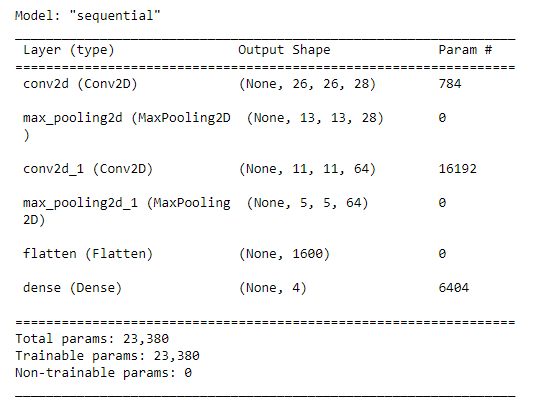 Model: "sequential"
_________________________________________________________________
Layer (type) Output Shape Param #
=================================================================
conv2d (Conv2D) (None, 26, 26, 28) 784
max_pooling2d (MaxPooling2D (None, 13, 13, 28) 0
)
conv2d_1 (Conv2D) (None, 11, 11, 64) 16192
max_pooling2d_1 (MaxPooling (None, 5, 5, 64) 0
2D)
flatten (Flatten) (None, 1600) 0
dense (Dense) (None, 4) 6404
=================================================================
Total params: 23,380
Trainable params: 23,380
Non-trainable params: 0
_________________________________________________________________